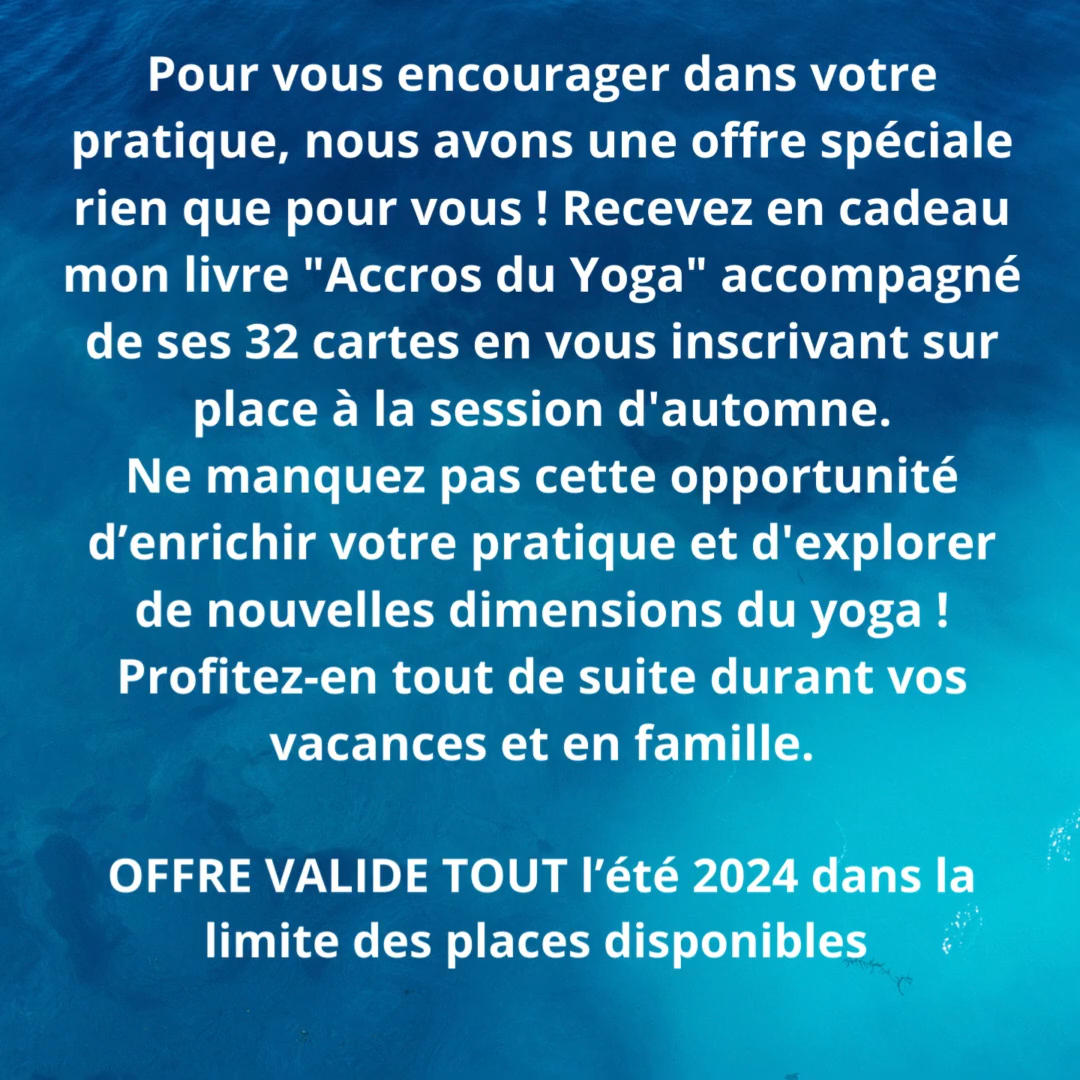 Pour vous encourager dans votre
pratique, nous avons une offre spéciale
rien que pour vous ! Recevez en cadeau
mon livre "Accros du Yoga" accompagné
de ses 32 cartes en vous inscrivant sur
place à la session d'automne.
Ne manquez pas cette opportunité
d’enrichir votre pratique et d'explorer
de nouvelles dimensions du yoga !
Profitez-en tout de suite durant vos
vacances et en famille.
OFFRE VALIDE TOUT l’été 2024 dans la
limite des places disponibles